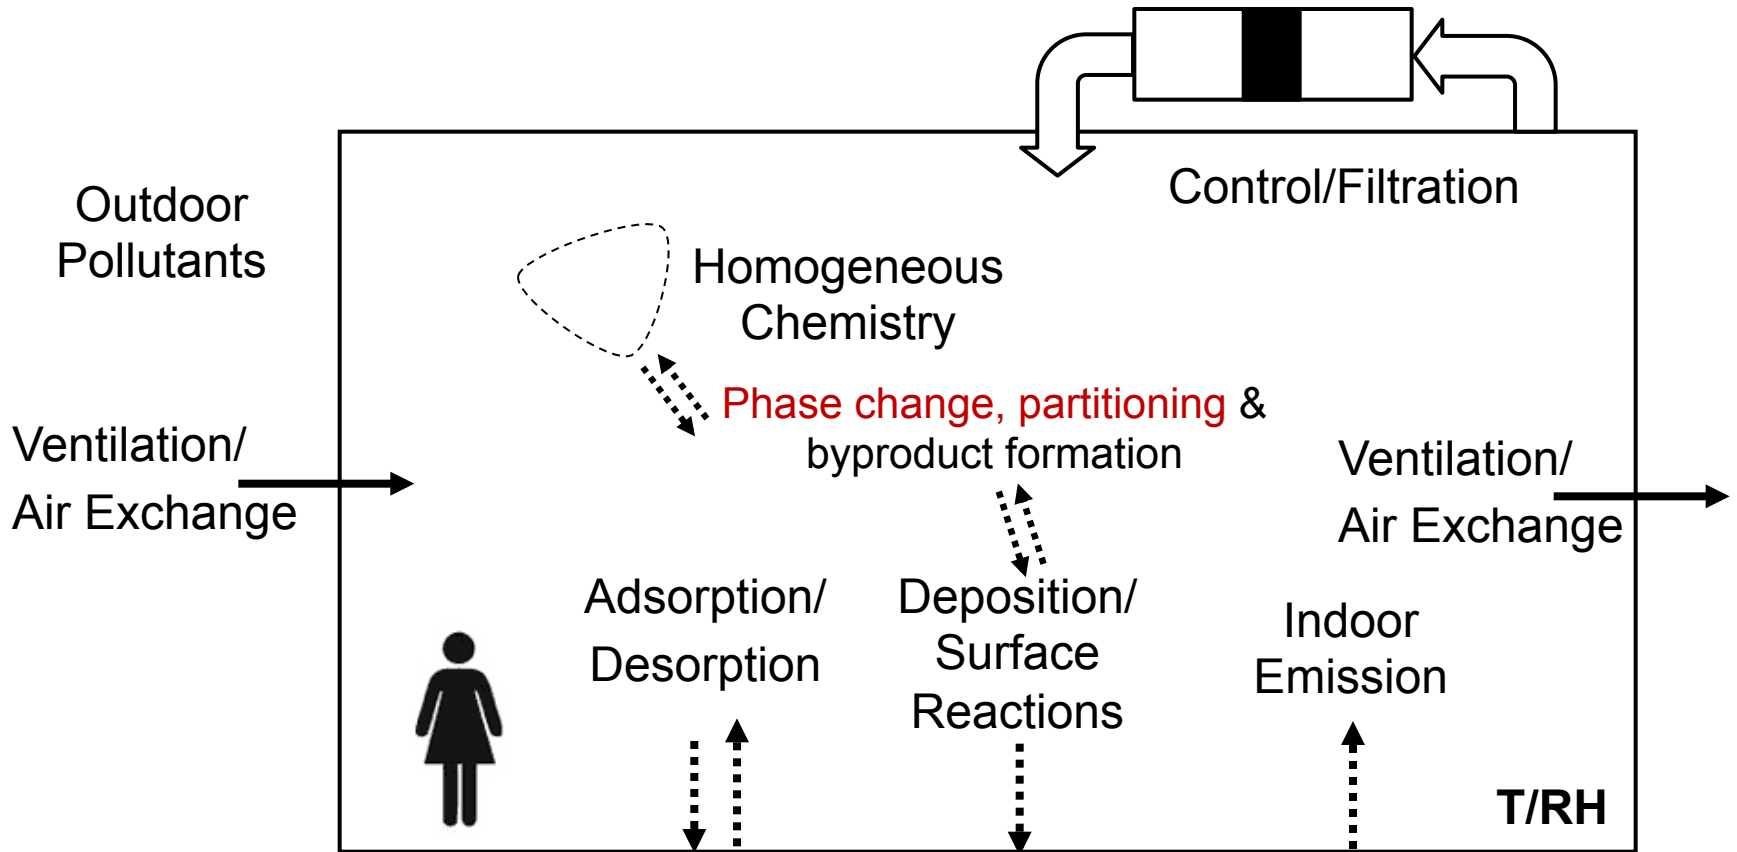 Control/Filtration
Outdoor
Pollutants
Homogeneous
Chemistry
Phase change, partitioning &
byproduct formation
Ventilation/
Air Exchange
Ventilation/
Air Exchange
Adsorption/
Desorption
Deposition/
Surface
Reactions
Indoor
Emission
T/RH